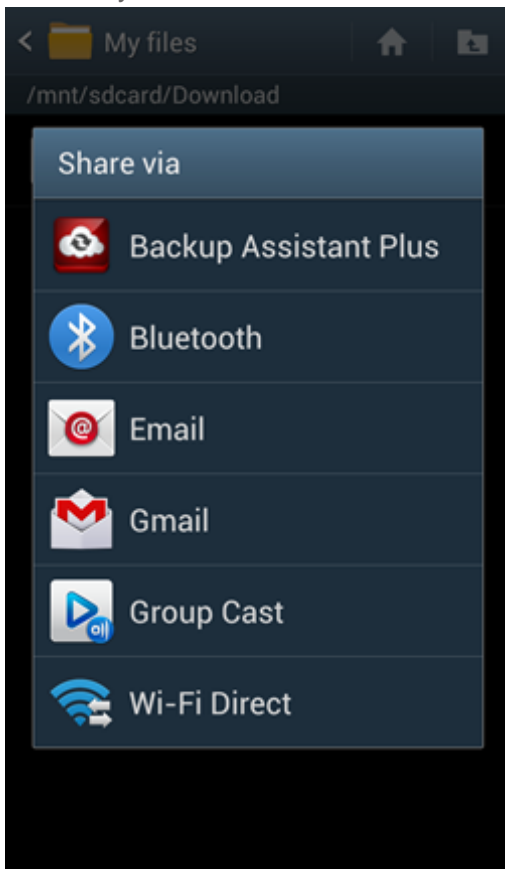 My files
/mnt/sdcard/Download
Share via
Backup Assistant Plus
Bluetooth
@
Email
Gmail
Group Cast
Wi-Fi Direct